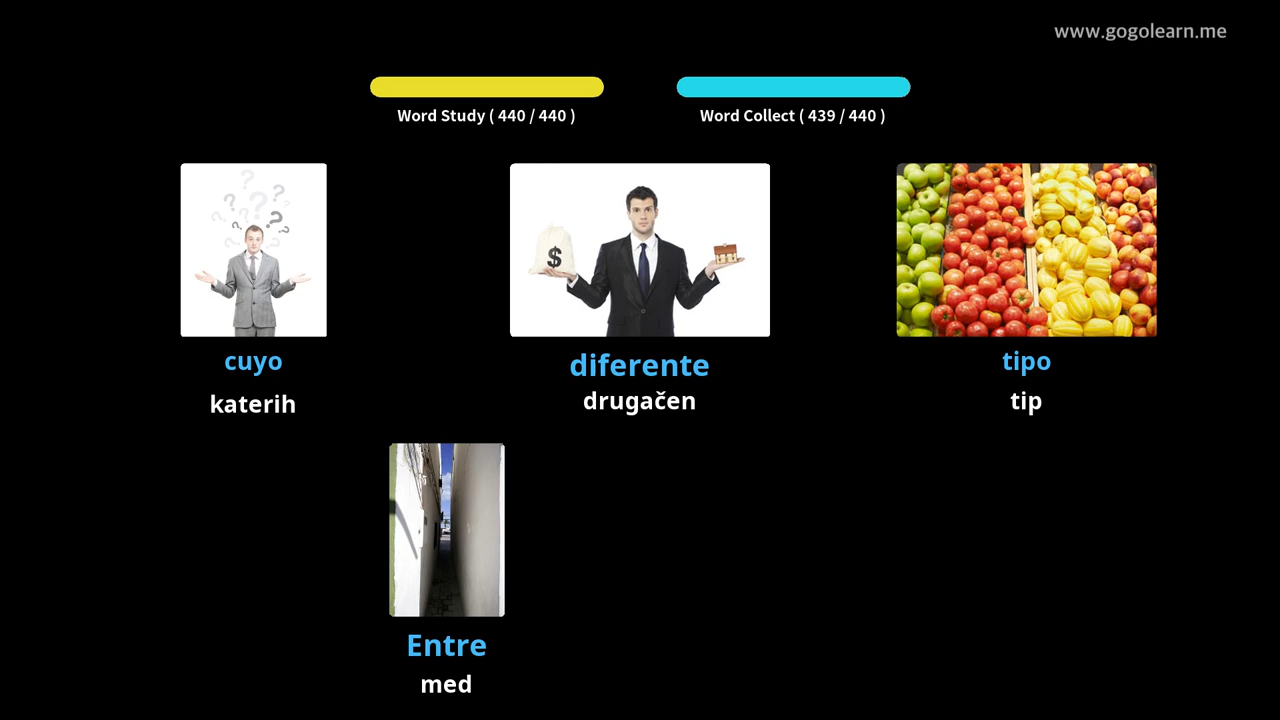 www.gogolearn.me
Word Study ( 440 / 440 )
Word Collect ( 439 / 440 )
$
cuyo
diferente
tipo
katerih
drugačen
tip
Entre
med